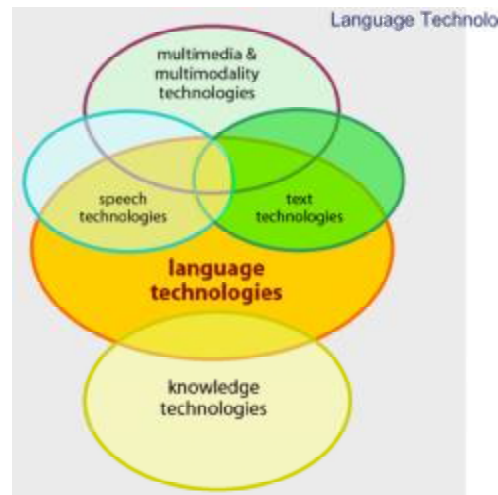 Language Technolo
multimedia &
multimodality
technologies
speech
technologies
text
technologies
language
technologies
knowledge
technologies